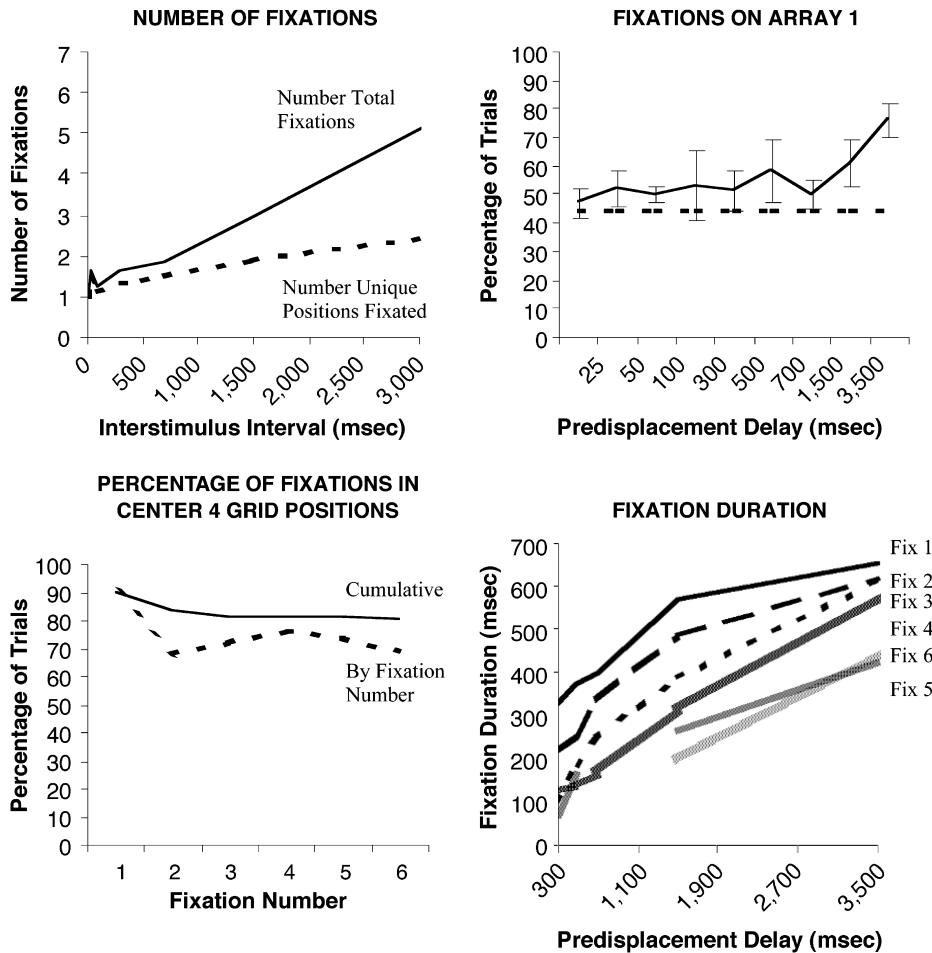 NUMBER OF FIXATIONS
7
6
5
4
3
2
1
0
Number of Fixations
Number Total
Fixations
Number Unique
Positions Fixated
0
500
1,000
1,500
2,000
2,500
3,000
Interstimulus Interval (msec)
FIXATIONS ON ARRAY 1
100
90
80
70
60
50
40
30
20
10
0
Percentage of Trials
25
50
100
300
500
700
1,500
3,500
Predisplacement Delay (msec)
PERCENTAGE OF FIXATIONS IN
CENTER 4 GRID POSITIONS
100
90
80
70
60
50
40
30
20
10
0
Percentage of Trials
Cumulative
By Fixation
Number
1
2
3
4
5
6
Fixation Number
FIXATION DURATION
700
600
500
400
300
200
100
0
Fixation Duration (msec)
Fix 1
Fix 2
Fix 3
Fix 4
Fix 6
Fix 5
300
1,100
1,900
2,700
3,500
Predisplacement Delay (msec)